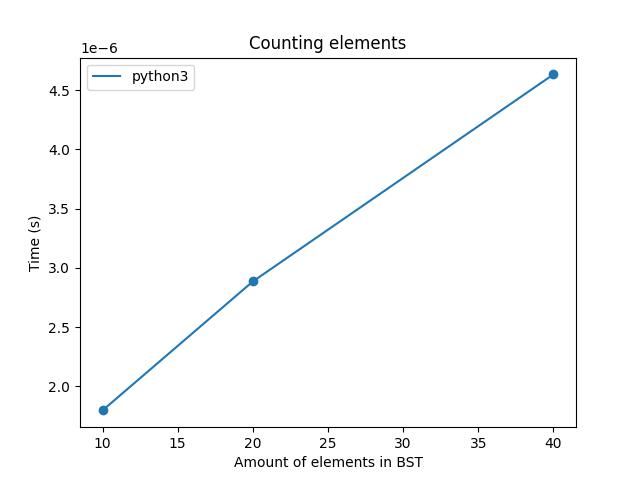 Counting elements
1e−6
python3
4.5
4.0
3.5
3.0
2.5
2.0
Time (s)
10 15 20 25 30 35 40
Amount of elements in BST